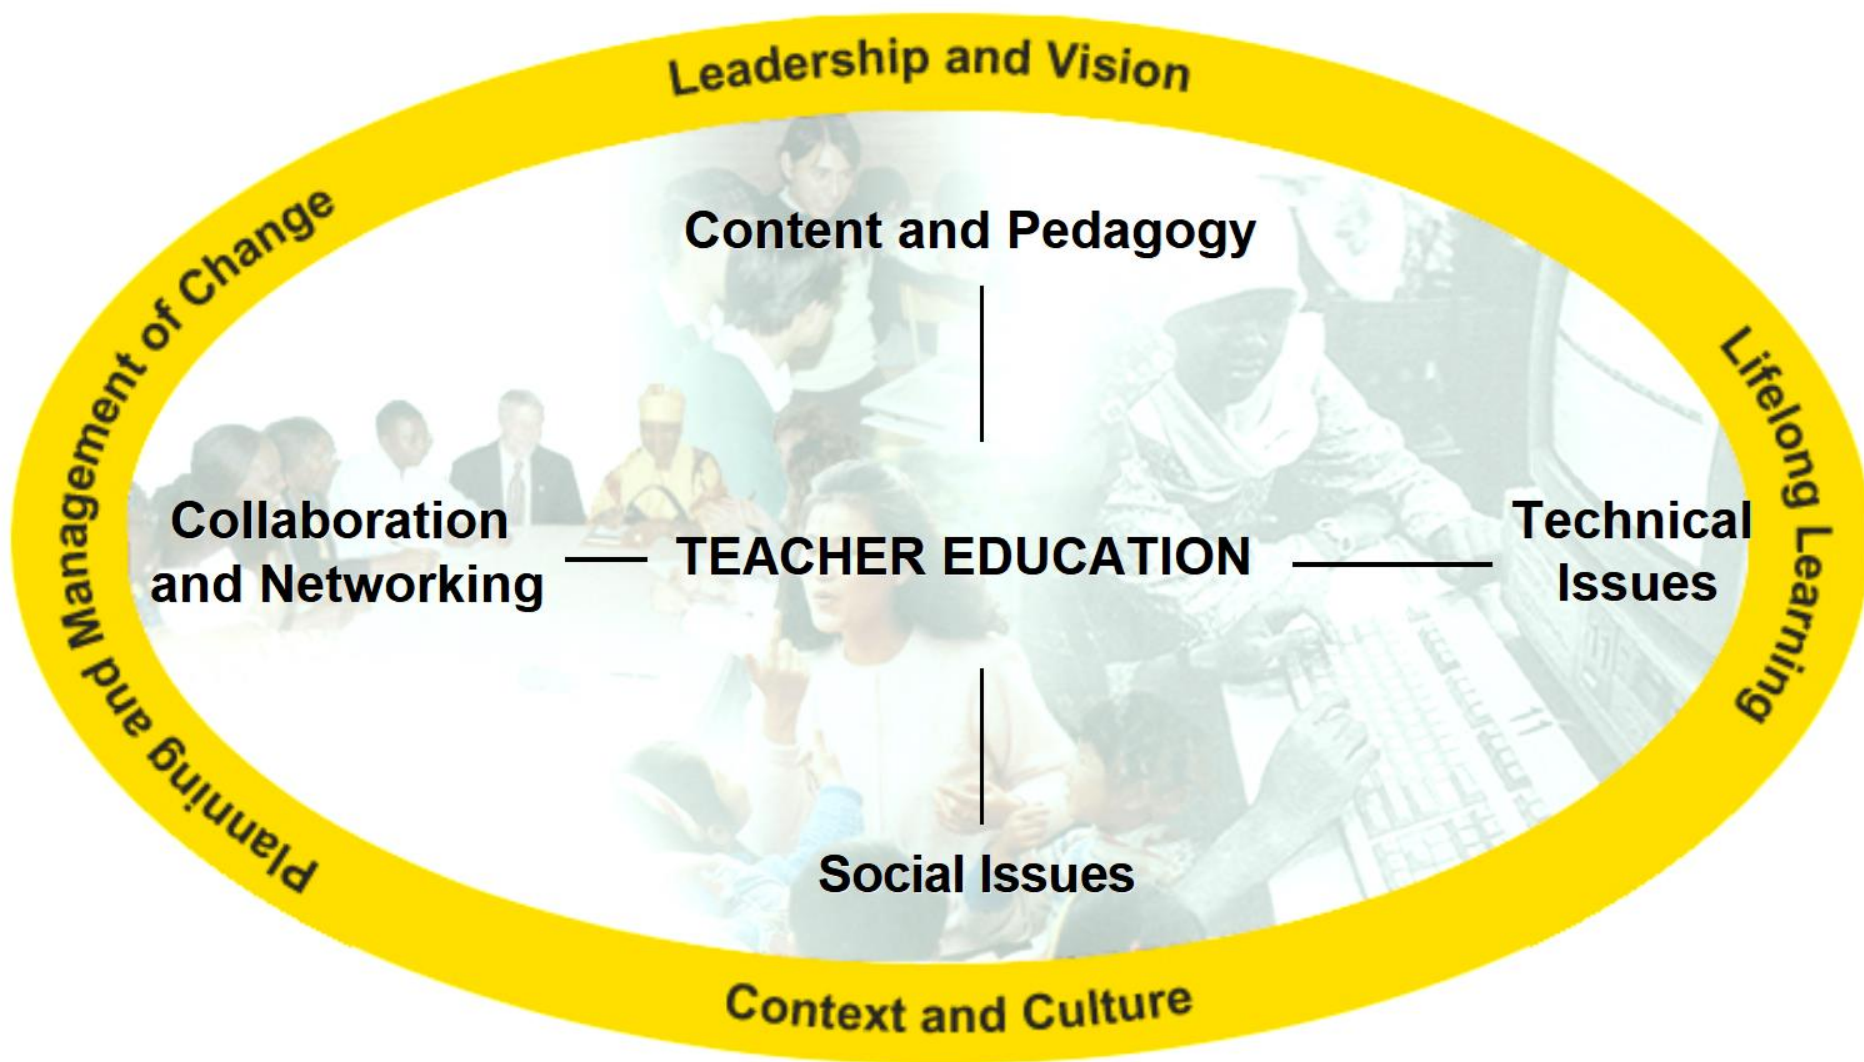 Leadership and Vision
Planning and Management of Change
Lifelong Learning
Content and Pedagogy
Collaboration
and Networking
TEACHER EDUCATION
Technical
Issues
Social Issues
Context and Culture